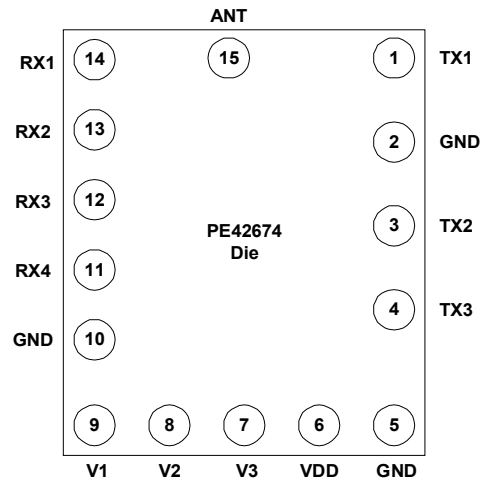 ANT
RX1 14 15 1 TX1
RX2 13 2 GND
RX3 12 3 TX2
PE42674
Die
RX4 11 4 TX3
GND 10
9 8 7 6 5
V1 V2 V3 VDD GND